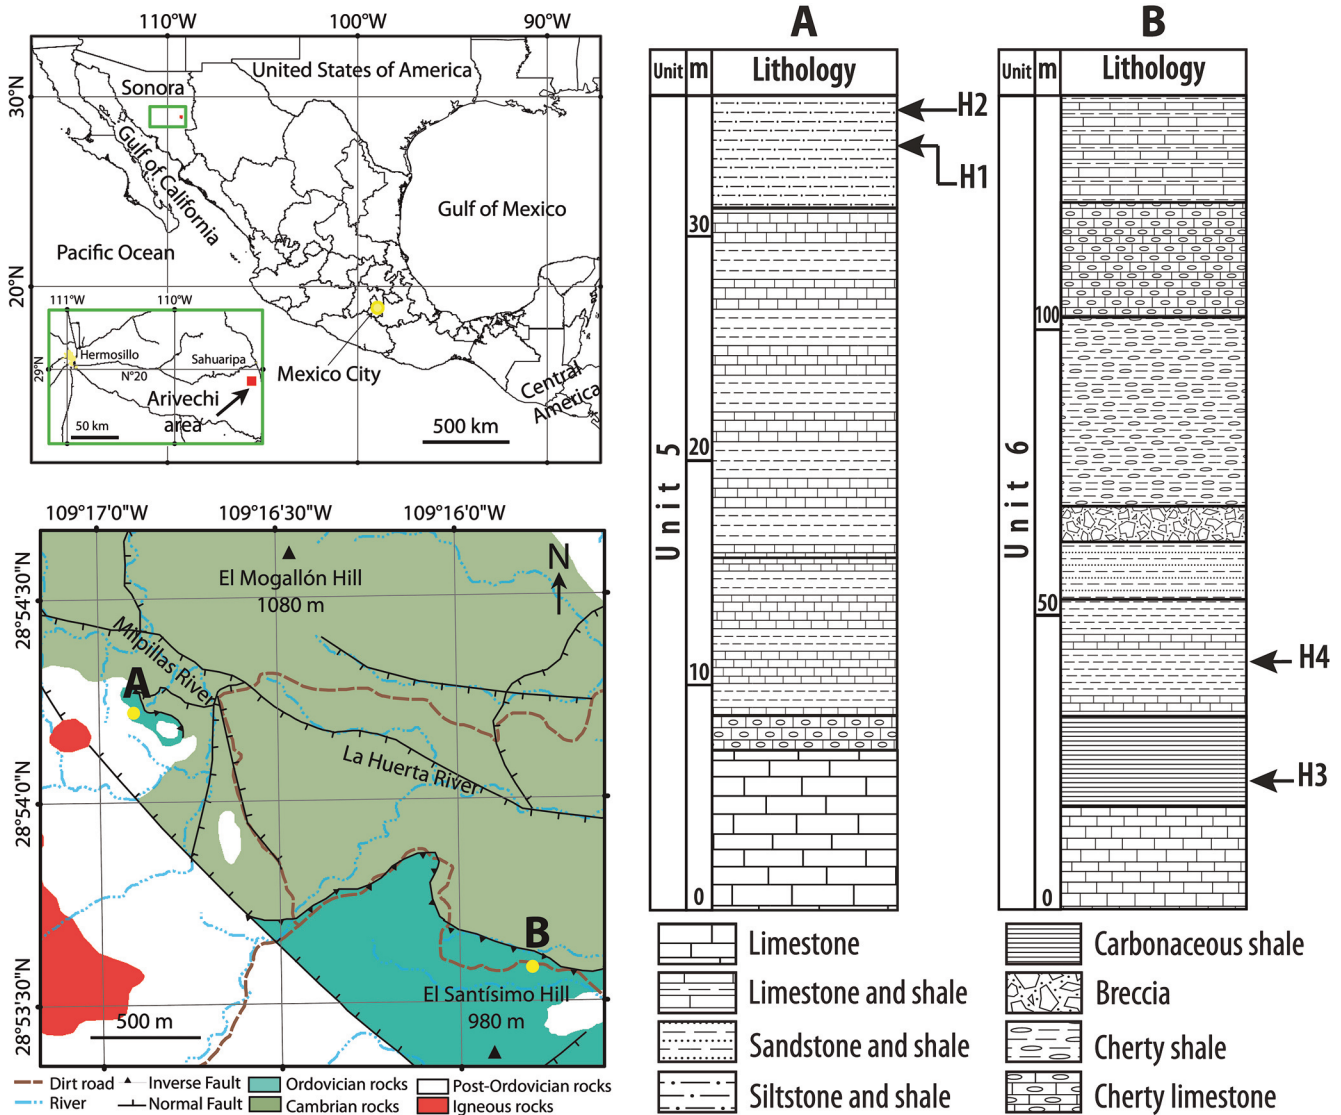 110°W
100°W
90°W
30°N
20°N
United States of America
Sonora
Gulf of California
Gulf of Mexico
Pacific Ocean
Mexico City
Central
America
500 km
111°W
110°W
29°N
Hermosillo
Sahuaripa
N°20
Arivechi
area
50 km
109°17'0"W
109°16'30"W
109°16'0"W
28°54'30"N
28°54'0"N
28°53'30"N
El Mogallón Hill
1080 m
N
Milpillas River
A
La Huerta River
B
El Santísimo Hill
980 m
500 m
Dirt road
Inverse Fault
Ordovician rocks
Post-Ordovician rocks
River
Normal Fault
Cambrian rocks
Igneous rocks
A
Unit
m
Lithology
H2
H1
30
20
10
0
Unit 5
B
Unit
m
Lithology
100
50
0
Unit 6
H4
H3
Limestone
Limestone and shale
Sandstone and shale
Siltstone and shale
Carbonaceous shale
Breccia
Cherty shale
Cherty limestone